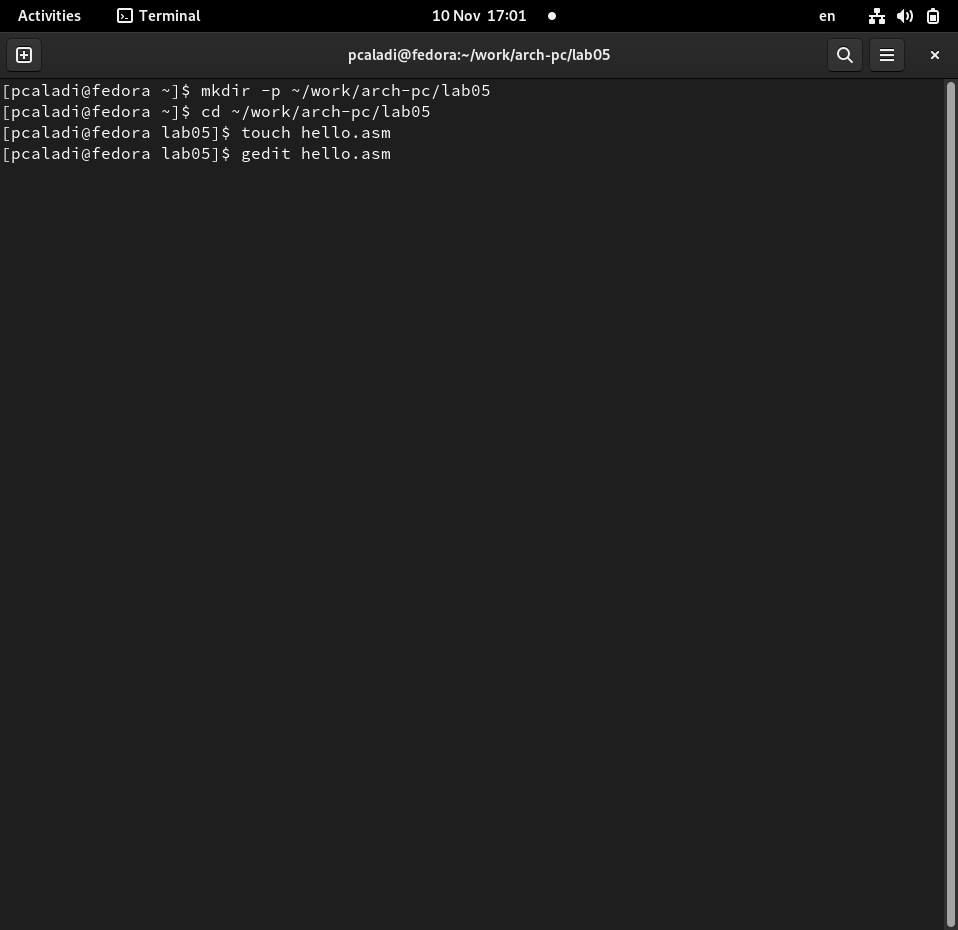 Activities Terminal 10 Nov 17:01 en
pcaladi@fedora:~/work/arch-pc/lab05
[pcaladi@fedora ~]$ mkdir -p ~/work/arch-pc/lab05
[pcaladi@fedora ~]$ cd ~/work/arch-pc/lab05
[pcaladi@fedora lab05]$ touch hello.asm
[pcaladi@fedora lab05]$ gedit hello.asm